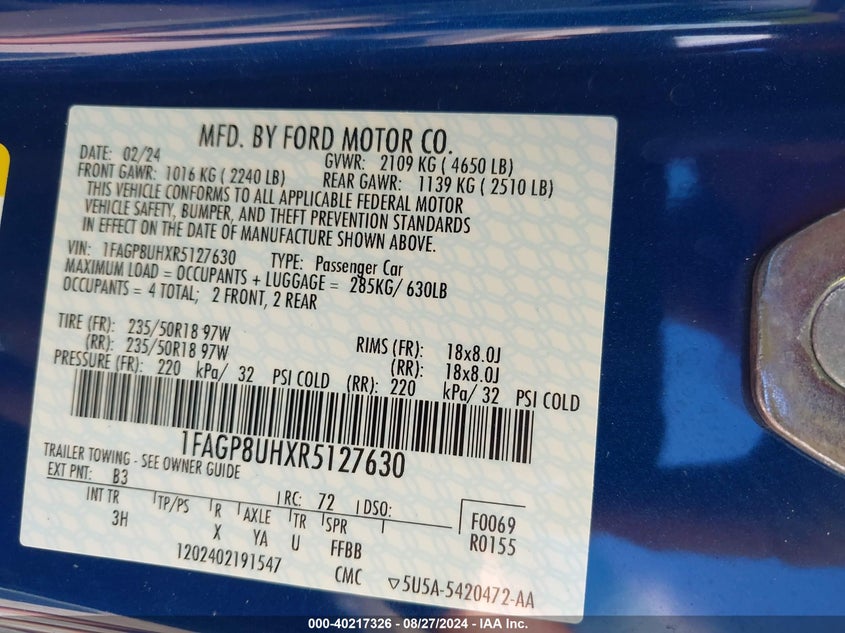 MFD. BY FORD MOTOR CO.
DATE: 02/24 GVWR: 2109 KG ( 4650 LB)
FRONT GAWR: 1016 KG ( 2240 LB) REAR GAWR: 1139 KG ( 2510 LB)
THIS VEHICLE CONFORMS TO ALL APPLICABLE FEDERAL MOTOR
VEHICLE SAFETY, BUMPER, AND THEFT PREVENTION STANDARDS
IN EFFECT ON THE DATE OF MANUFACTURE SHOWN ABOVE.
VIN: 1FAGP8UHXR5127630 TYPE: Passenger Car
MAXIMUM LOAD = OCCUPANTS + LUGGAGE = 285KG/ 630LB
OCCUPANTS = 4 TOTAL; 2 FRONT, 2 REAR
TIRE (FR): 235/50R18 97W RIMS (FR): 18x8.0J
(RR): 235/50R18 97W (RR): 18x8.0J
PRESSURE (FR): 220 kPa/ 32 PSI COLD (RR): 220 kPa/ 32 PSI COLD
1FAGP8UHXR5127630
TRAILER TOWING - SEE OWNER GUIDE
EXT PNT: B3 RC: 72 DSO:
INT TR TP/PS R AXLE TR SPR F0069
3H X YA U FFBB R0155
1202402191547 CMC ▽5U5A-5420472-AA
000-40217326 - 08/27/2024 - IAA Inc.